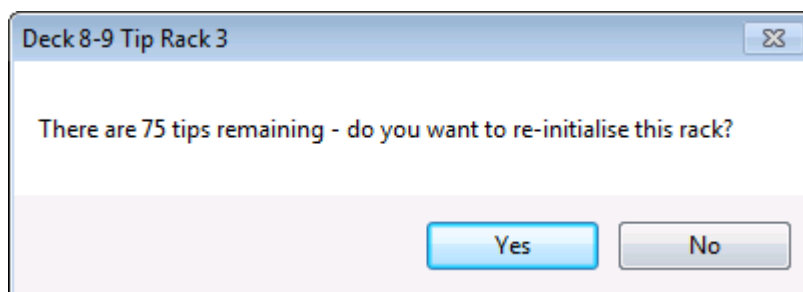 Deck 8-9 Tip Rack 3
There are 75 tips remaining - do you want to re-initialise this rack?
Yes No